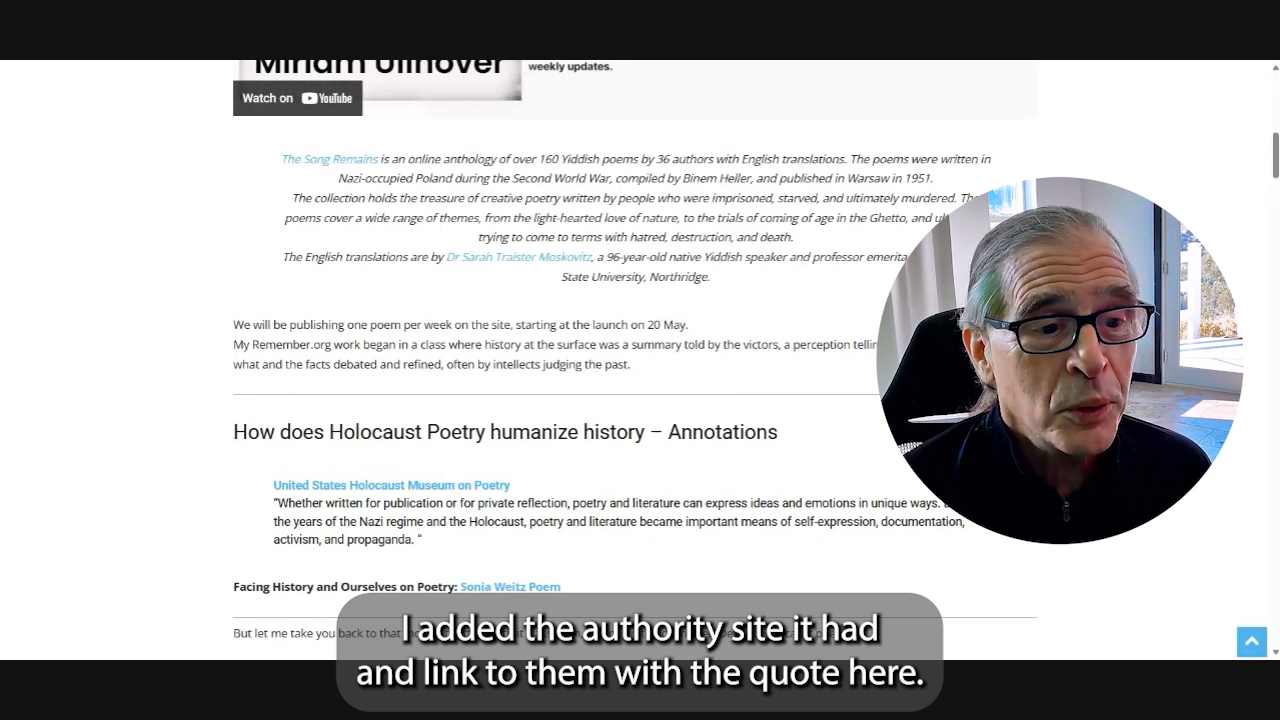 Miriam Ulinover
weekly updates.
Watch on YouTube
The Song Remains is an online anthology of over 160 Yiddish poems by 36 authors with English translations. The poems were written in
Nazi-occupied Poland during the Second World War, compiled by Binem Heller, and published in Warsaw in 1951.
The collection holds the treasure of creative poetry written by people who were imprisoned, starved, and ultimately murdered.
poems cover a wide range of themes, from the light-hearted love of nature, to the trials of coming of age in the Ghetto, and
trying to come to terms with hatred, destruction, and death.
The English translations are by Dr Sarah Traister Moskovitz, a 96-year-old native Yiddish speaker and professor emerita
State University, Northridge.
We will be publishing one poem per week on the site, starting at the launch on 20 May.
My Remember.org work began in a class where history at the surface was a summary told by the victors, a perception
what and the facts debated and refined, often by intellects judging the past.
How does Holocaust Poetry humanize history – Annotations
United States Holocaust Museum on Poetry
“Whether written for publication or for private reflection, poetry and literature can express ideas and emotions in unique ways.
the years of the Nazi regime and the Holocaust, poetry and literature became important means of self-expression, documentation,
activism, and propaganda. “
Facing History and Ourselves on Poetry: Sonia Weitz Poem
But let me take you back to that
I added the authority site it had
and link to them with the quote here.